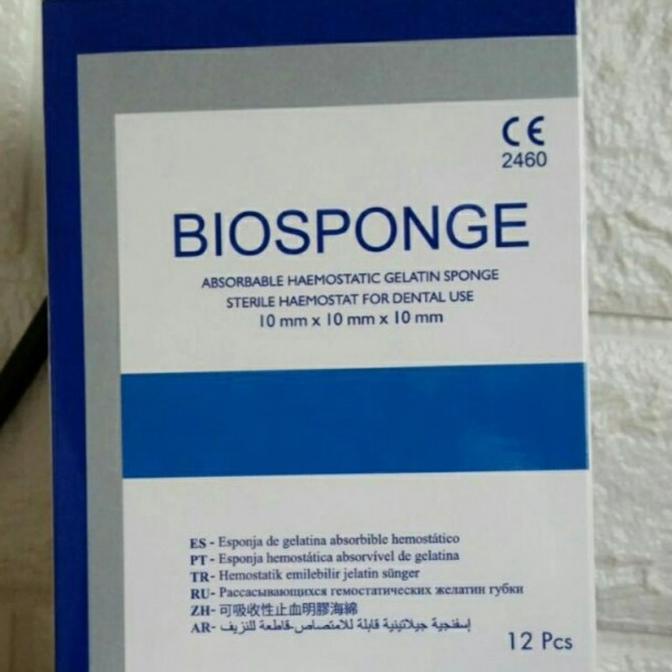 CE
2460
BIOSPONGE
ABSORBABLE HAEMOSTATIC GELATIN SPONGE
STERILE HAEMOSTAT FOR DENTAL USE
10 mm x 10 mm x 10 mm
ES - Esponja de gelatina absorbible hemostático
PT - Esponja hemostática absorvível de gelatina
TR- Hemostatik emilebilir jelatin sünger
RU- Рассасывающихся гемостатических желатин губки
ZH- 可吸收性止血明膠海綿
AR- إسفنجية جيلاتينية قابلة للامتصاص-قاطعة للنزيف
12 Pcs